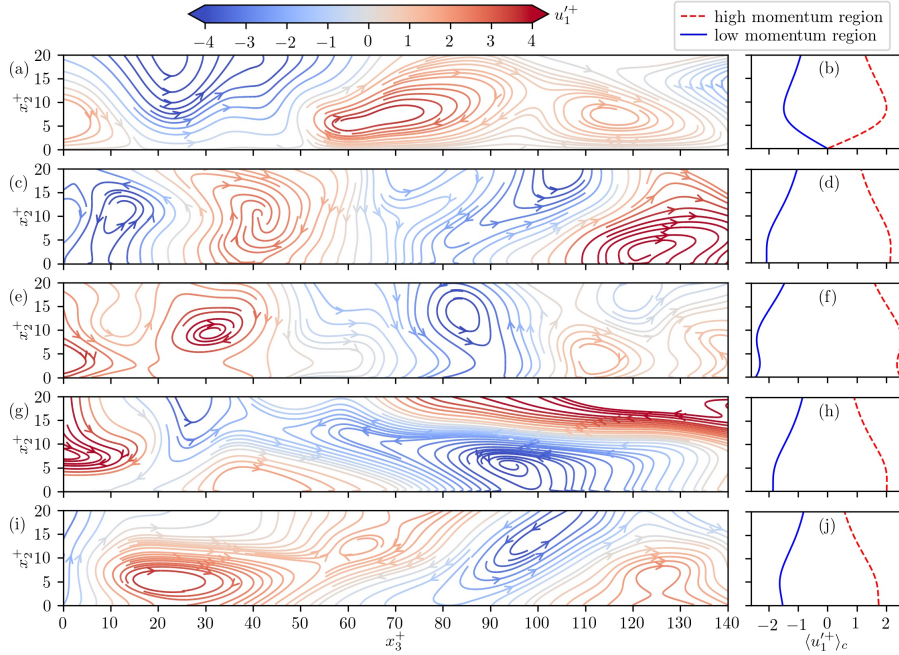 −4 −3 −2 −1 0 1 2 3 4 u₁′⁺
high momentum region
low momentum region
(a) x₂⁺ 20 15 10 5 0 (b)
(c) x₂⁺ 20 15 10 5 0 (d)
(e) x₂⁺ 20 15 10 5 0 (f)
(g) x₂⁺ 20 15 10 5 0 (h)
(i) x₂⁺ 20 15 10 5 0 (j)
0 10 20 30 40 50 60 70 80 90 100 110 120 130 140 −2 −1 0 1 2
x₃⁺ ⟨u₁′⁺⟩c